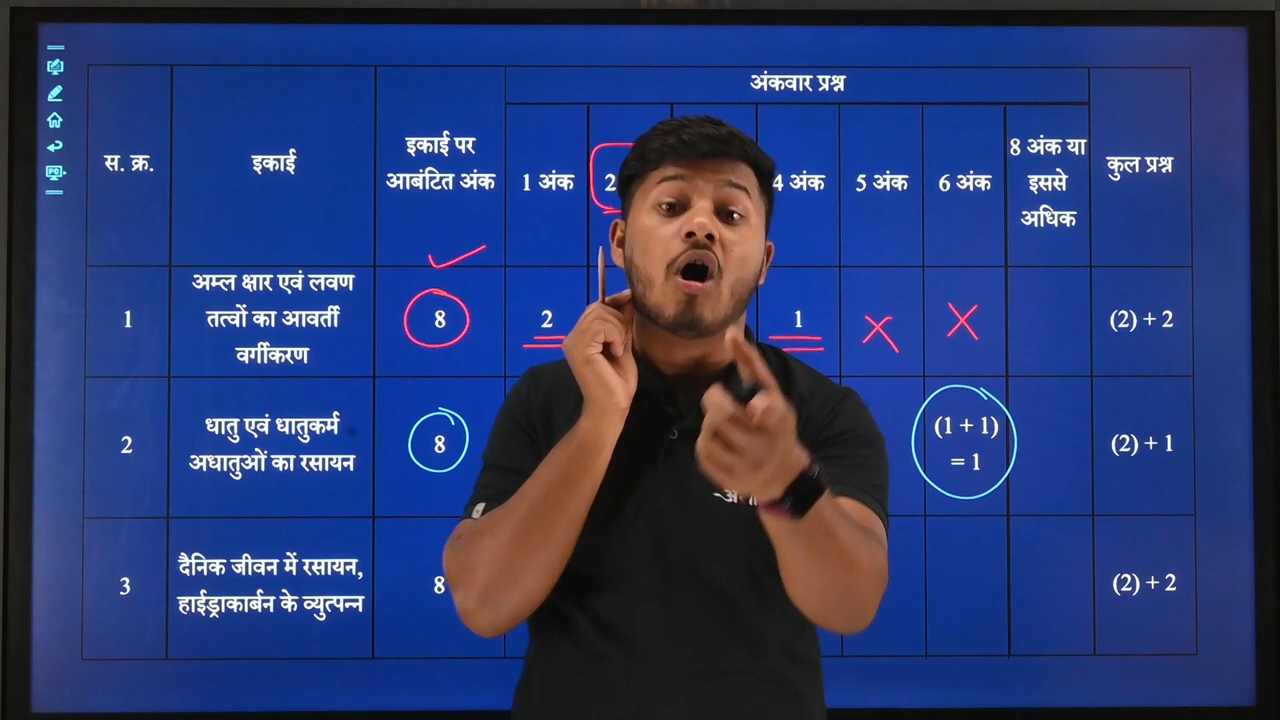 अंकवार प्रश्न
स. क्र.
इकाई
इकाई पर
आबंटित अंक
1 अंक
2
4 अंक
5 अंक
6 अंक
8 अंक या
इससे
अधिक
कुल प्रश्न
1
अम्ल क्षार एवं लवण
तत्वों का आवर्ती
वर्गीकरण
8
2
1
(2) + 2
2
धातु एवं धातुकर्म
अधातुओं का रसायन
8
(1 + 1)
= 1
(2) + 1
3
दैनिक जीवन में रसायन,
हाईड्राकार्बन के व्युत्पन्न
8
(2) + 2